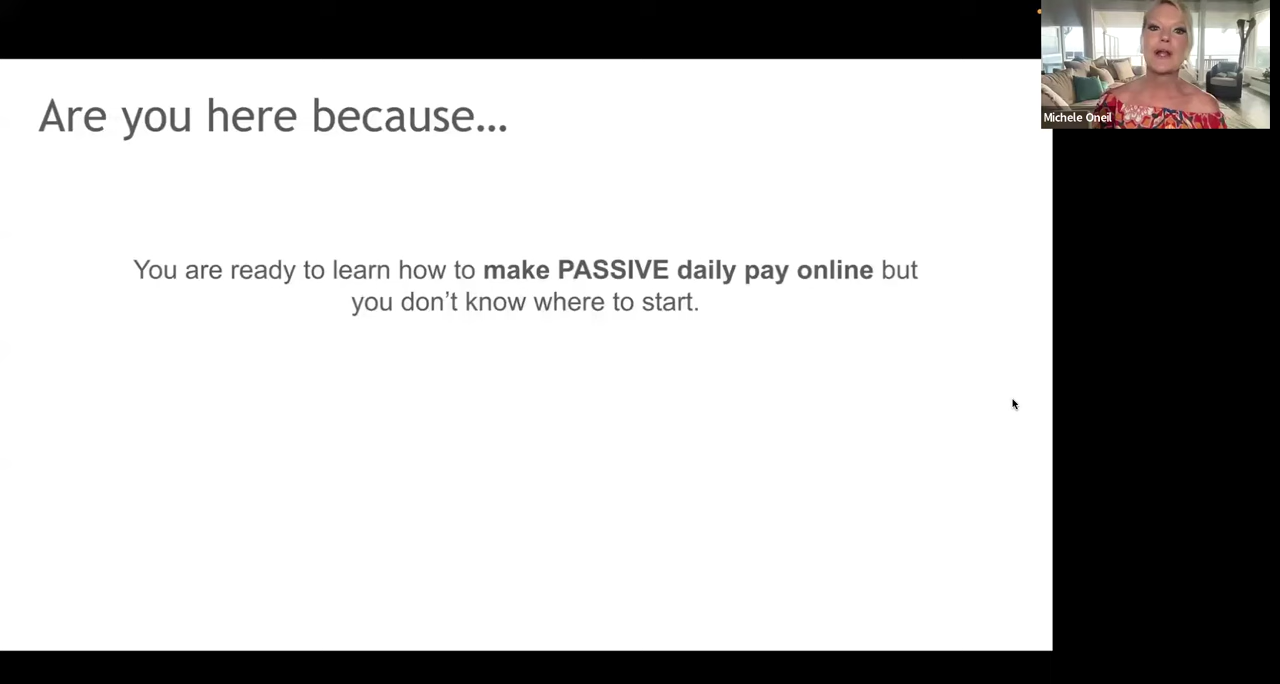 Are you here because…
Michele Oneil
You are ready to learn how to make PASSIVE daily pay online but
you don’t know where to start.